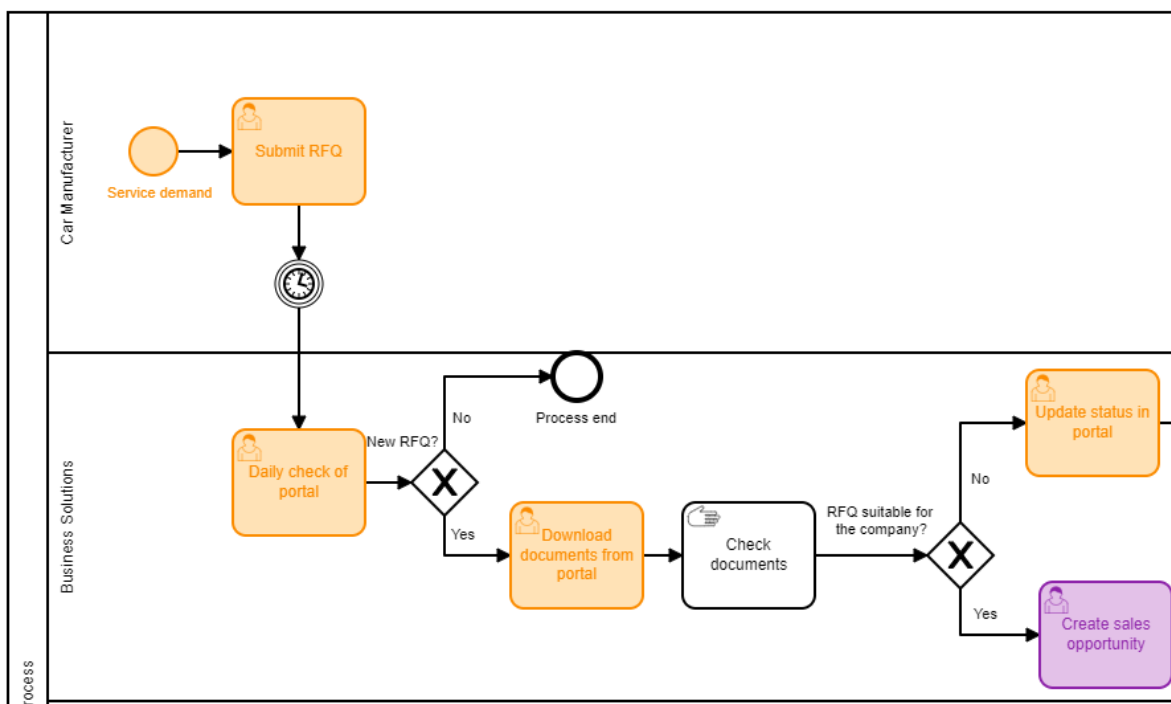 Car Manufacturer
Submit RFQ
Service demand
Business Solutions
Daily check of
portal
New RFQ?
No
Process end
Yes
Download
documents from
portal
Check
documents
RFQ suitable for
the company?
No
Update status in
portal
Yes
Create sales
opportunity